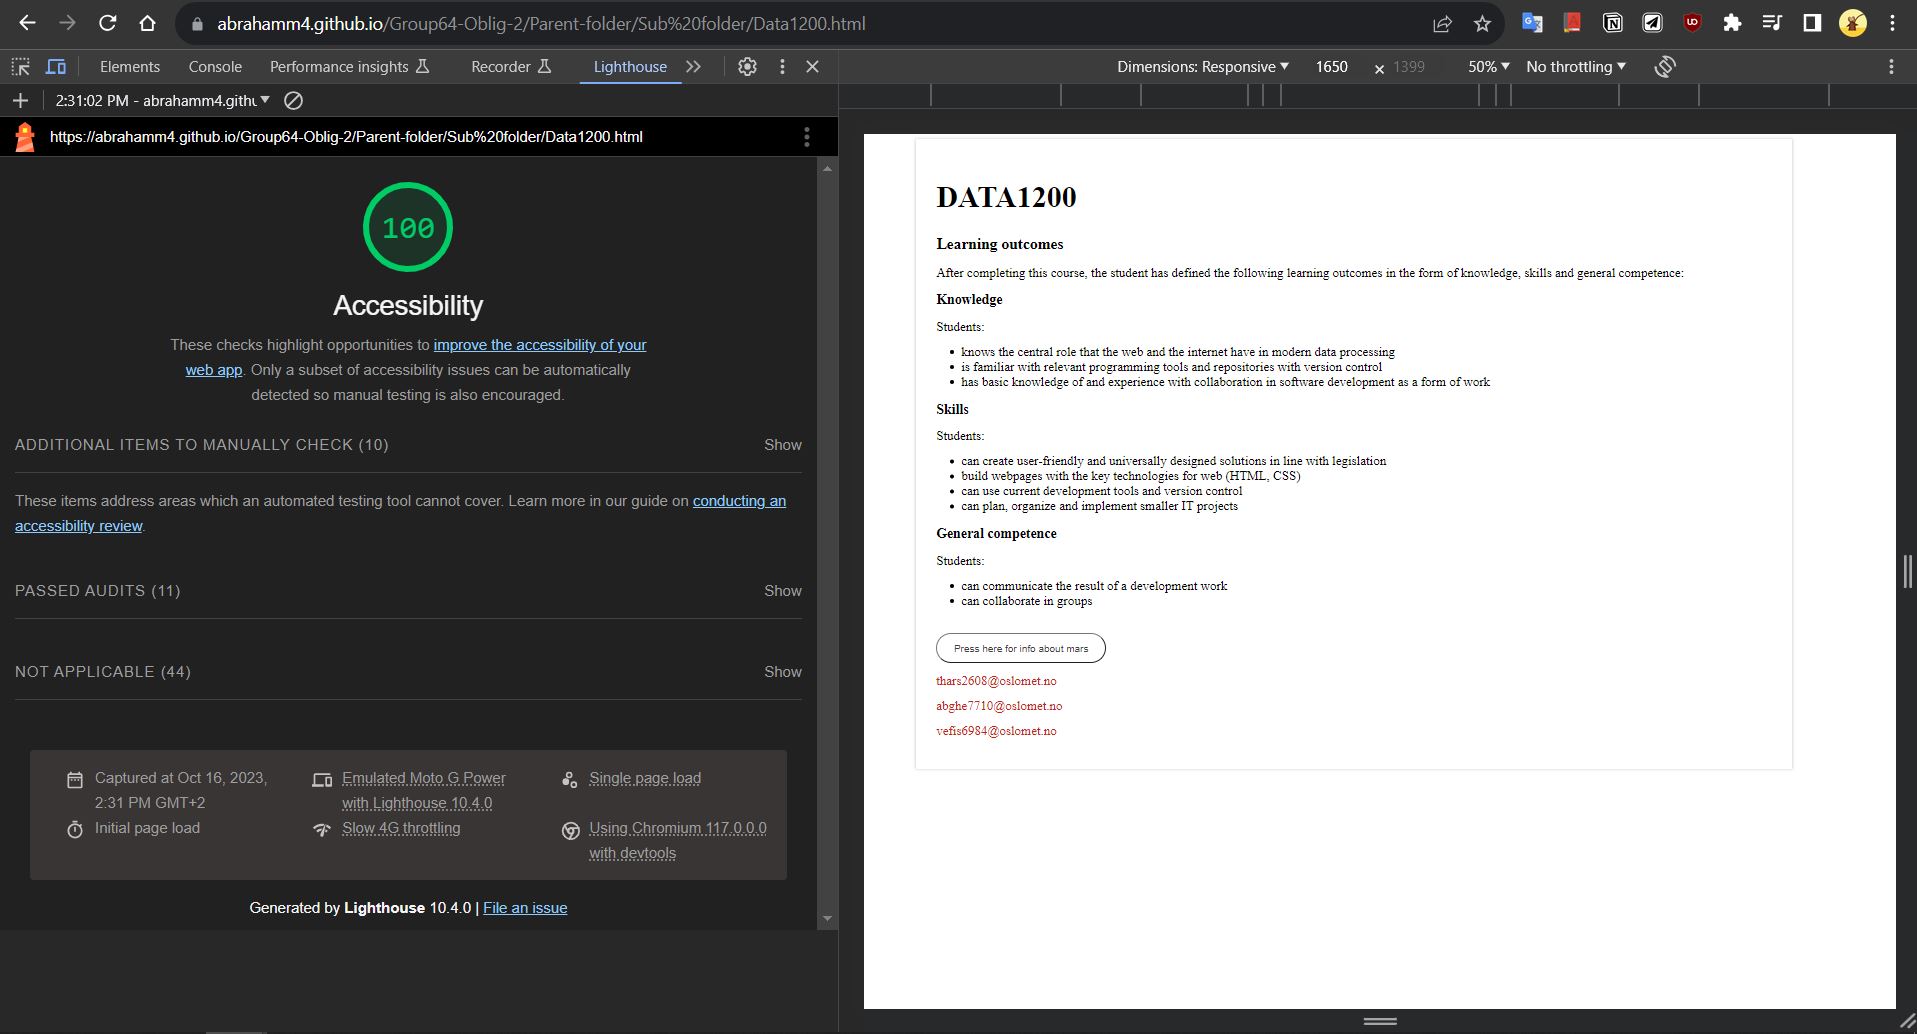 abrahamm4.github.io/Group64-Oblig-2/Parent-folder/Sub%20folder/Data1200.html
Elements Console Performance insights Recorder Lighthouse
Dimensions: Responsive 1650 × 1399 50% No throttling
2:31:02 PM - abrahamm4.githu
https://abrahamm4.github.io/Group64-Oblig-2/Parent-folder/Sub%20folder/Data1200.html
100
Accessibility
These checks highlight opportunities to improve the accessibility of your
web app. Only a subset of accessibility issues can be automatically
detected so manual testing is also encouraged.
ADDITIONAL ITEMS TO MANUALLY CHECK (10) Show
These items address areas which an automated testing tool cannot cover. Learn more in our guide on conducting an
accessibility review.
PASSED AUDITS (11) Show
NOT APPLICABLE (44) Show
Captured at Oct 16, 2023,
2:31 PM GMT+2
Emulated Moto G Power
with Lighthouse 10.4.0
Single page load
Initial page load
Slow 4G throttling
Using Chromium 117.0.0.0
with devtools
Generated by Lighthouse 10.4.0 | File an issue
DATA1200
Learning outcomes
After completing this course, the student has defined the following learning outcomes in the form of knowledge, skills and general competence:
Knowledge
Students:
• knows the central role that the web and the internet have in modern data processing
• is familiar with relevant programming tools and repositories with version control
• has basic knowledge of and experience with collaboration in software development as a form of work
Skills
Students:
• can create user-friendly and universally designed solutions in line with legislation
• build webpages with the key technologies for web (HTML, CSS)
• can use current development tools and version control
• can plan, organize and implement smaller IT projects
General competence
Students:
• can communicate the result of a development work
• can collaborate in groups
Press here for info about mars
thars2608@oslomet.no
abghe7710@oslomet.no
vefis6984@oslomet.no